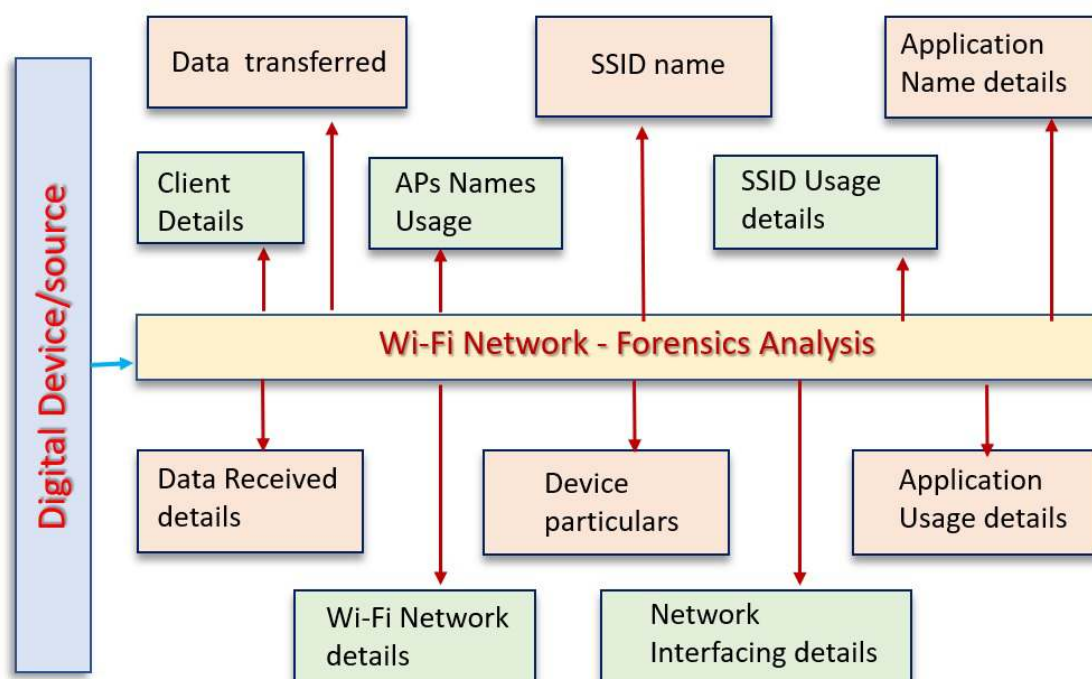 Digital Device/source
Data transferred
SSID name
Application
Name details
Client
Details
APs Names
Usage
SSID Usage
details
Wi-Fi Network - Forensics Analysis
Data Received
details
Device
particulars
Application
Usage details
Wi-Fi Network
details
Network
Interfacing details